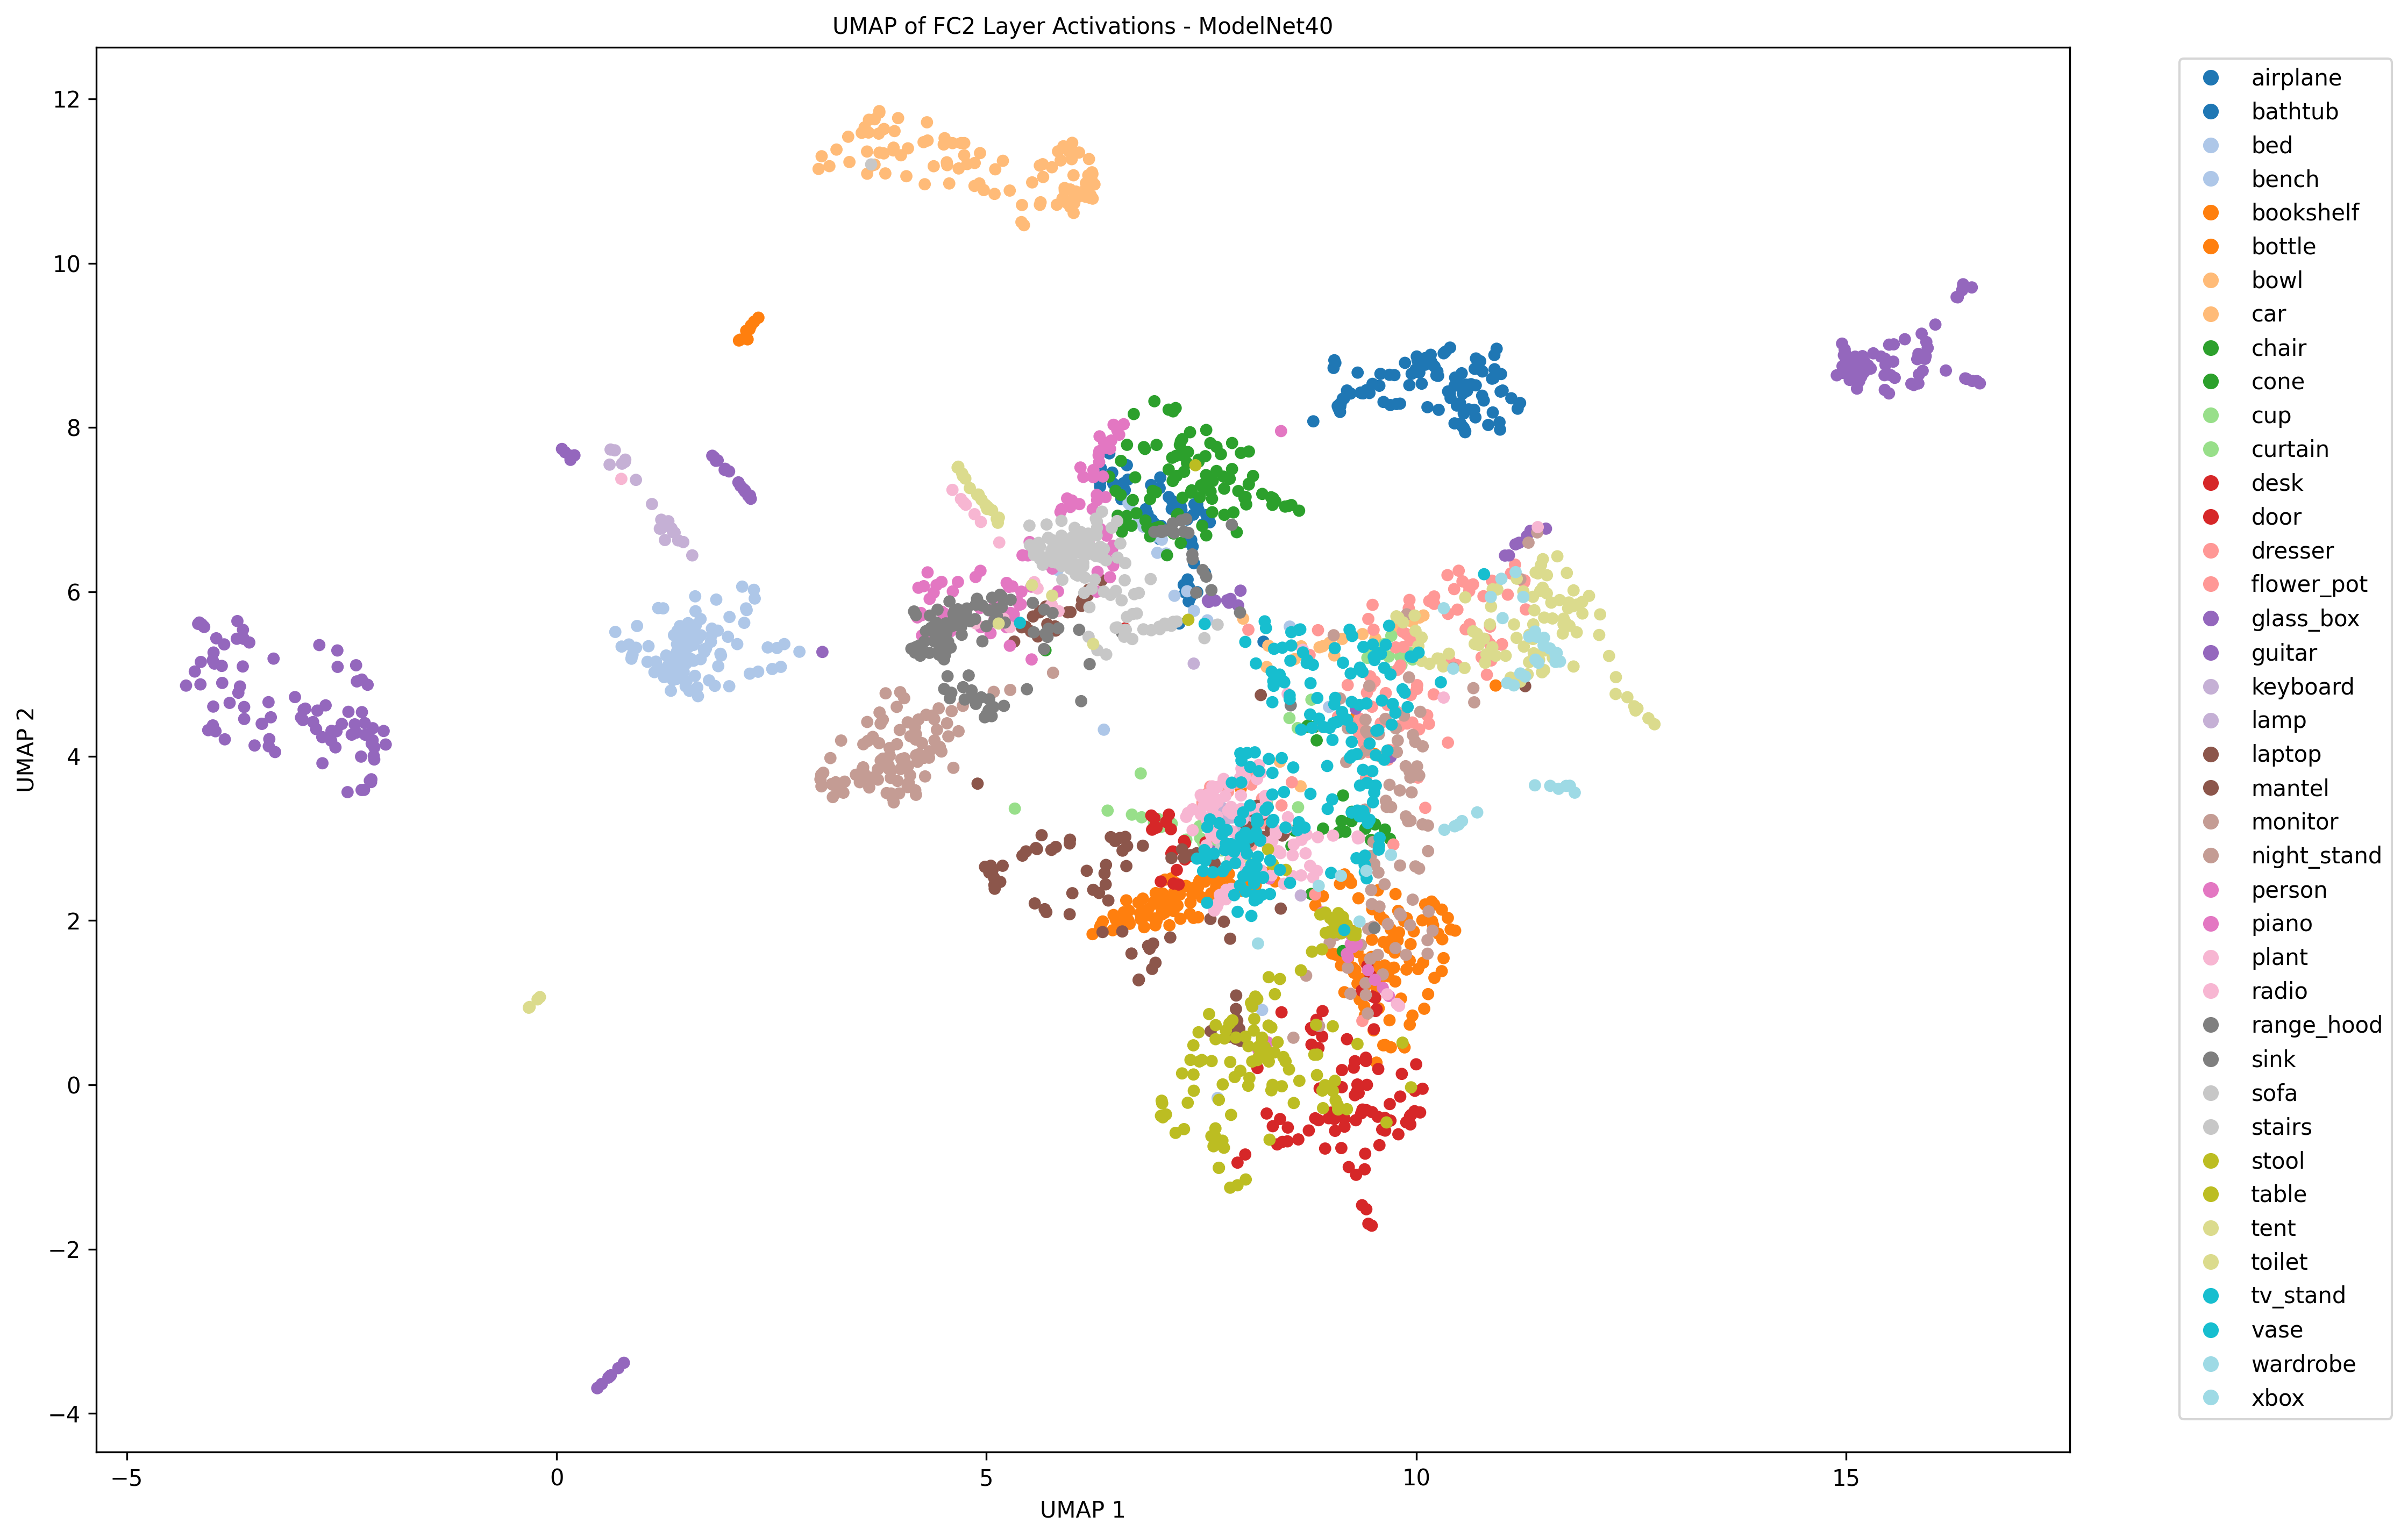 UMAP of FC2 Layer Activations - ModelNet40
12
10
8
6
4
2
0
−2
−4
UMAP 2
−5
0
5
10
15
UMAP 1
airplane
bathtub
bed
bench
bookshelf
bottle
bowl
car
chair
cone
cup
curtain
desk
door
dresser
flower_pot
glass_box
guitar
keyboard
lamp
laptop
mantel
monitor
night_stand
person
piano
plant
radio
range_hood
sink
sofa
stairs
stool
table
tent
toilet
tv_stand
vase
wardrobe
xbox